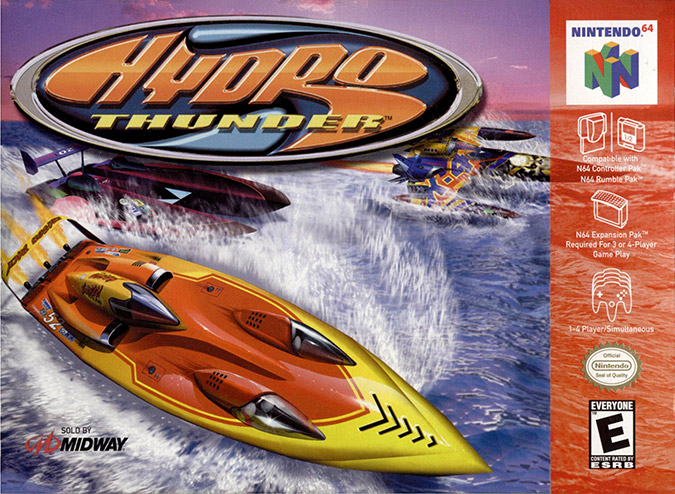 HYDRO
THUNDER™
NINTENDO64
Compatible with
N64 Controller Pak™
N64 Rumble Pak™
N64 Expansion Pak™
Required For 3 or 4-Player
Game Play
1-4 Player/Simultaneous
Official
Nintendo
Seal of Quality
52
SOLD BY
MIDWAY
EVERYONE
E
CONTENT RATED BY
ESRB